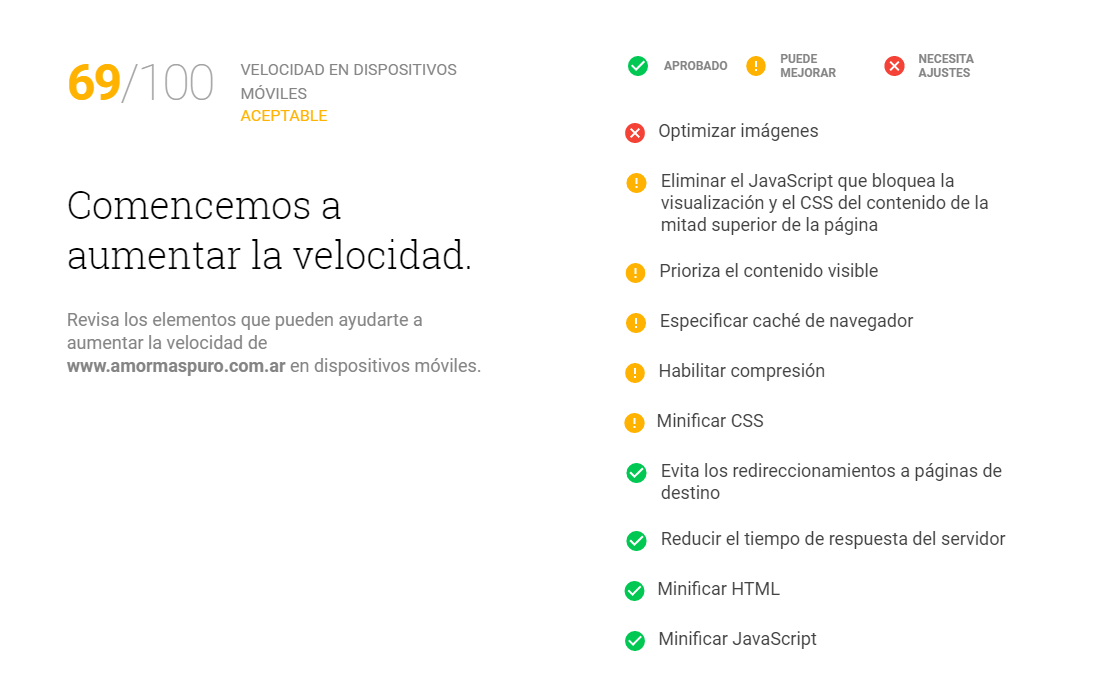 69/100
VELOCIDAD EN DISPOSITIVOS
MÓVILES
ACEPTABLE
Comencemos a
aumentar la velocidad.
Revisa los elementos que pueden ayudarte a
aumentar la velocidad de
www.amormaspuro.com.ar en dispositivos móviles.
APROBADO
PUEDE
MEJORAR
NECESITA
AJUSTES
Optimizar imágenes
Eliminar el JavaScript que bloquea la
visualización y el CSS del contenido de la
mitad superior de la página
Prioriza el contenido visible
Especificar caché de navegador
Habilitar compresión
Minificar CSS
Evita los redireccionamientos a páginas de
destino
Reducir el tiempo de respuesta del servidor
Minificar HTML
Minificar JavaScript